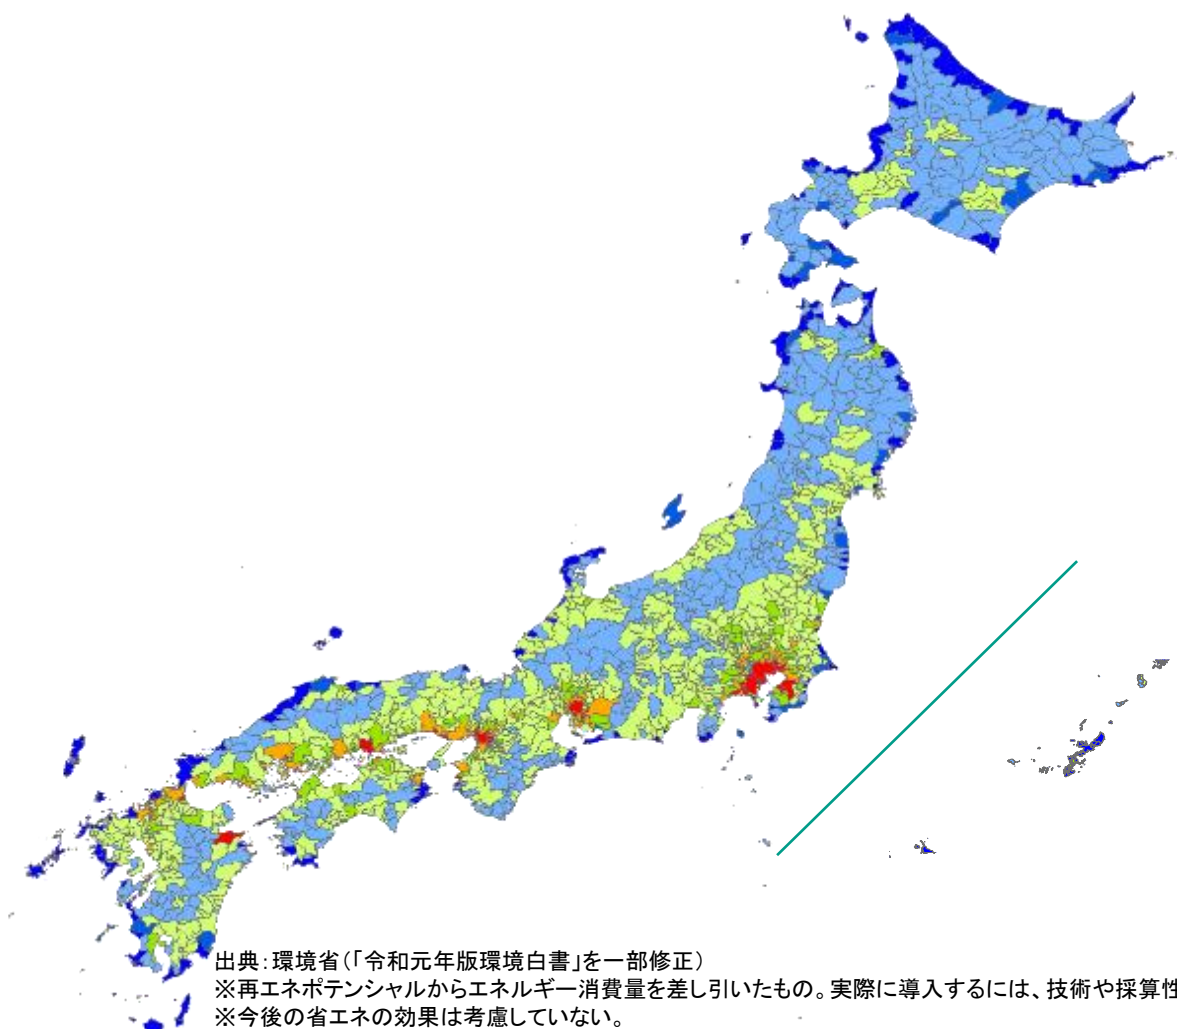 出典：環境省（「令和元年版環境白書」を一部修正）
※再エネポテンシャルからエネルギー消費量を差し引いたもの。実際に導入するには、技術や採算性
※今後の省エネの効果は考慮していない。